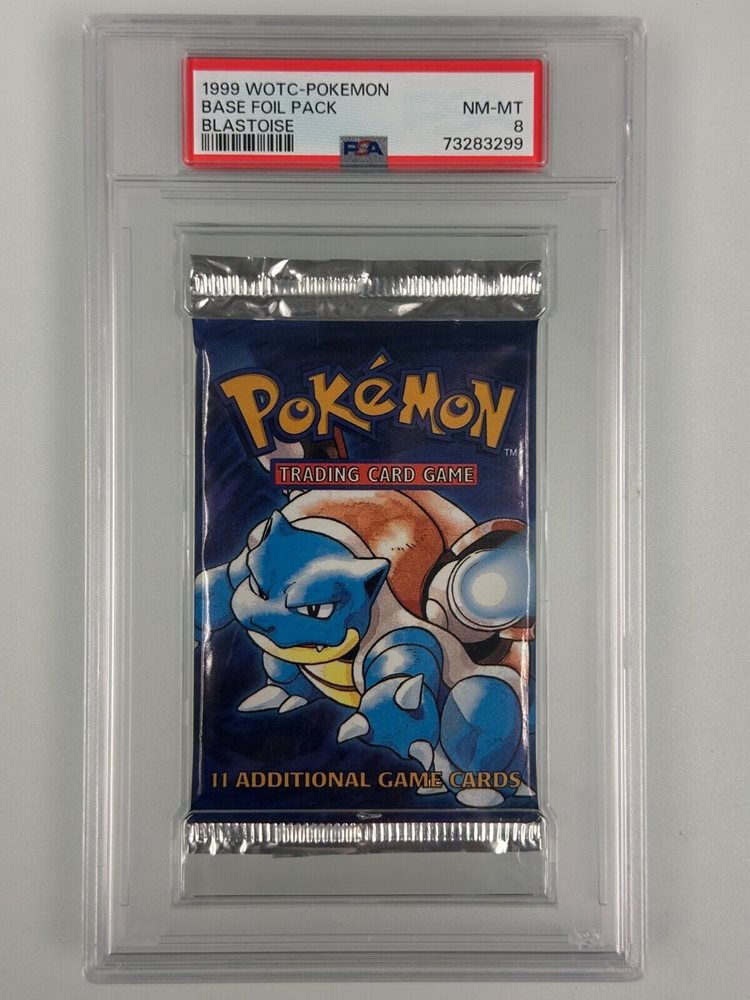 1999 WOTC-POKEMON
BASE FOIL PACK NM-MT
BLASTOISE 8
PSA 73283299
POKéMON
TM
TRADING CARD GAME
11 ADDITIONAL GAME CARDS